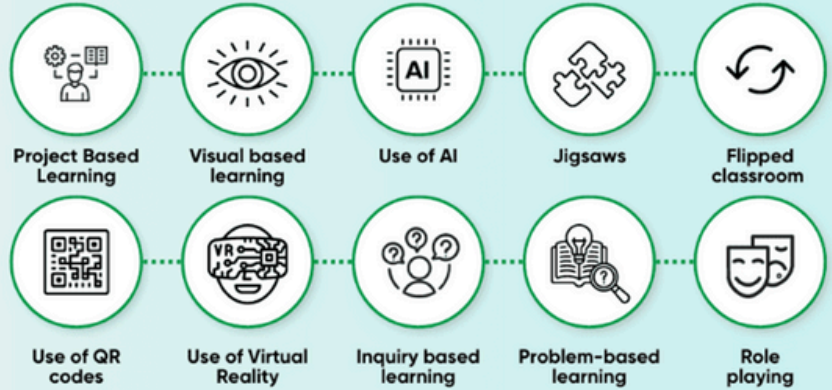 AI
Project Based
Learning
Visual based
learning
Use of AI
Jigsaws
Flipped
classroom
VR
? ? ?
?
Use of QR
codes
Use of Virtual
Reality
Inquiry based
learning
Problem-based
learning
Role
playing